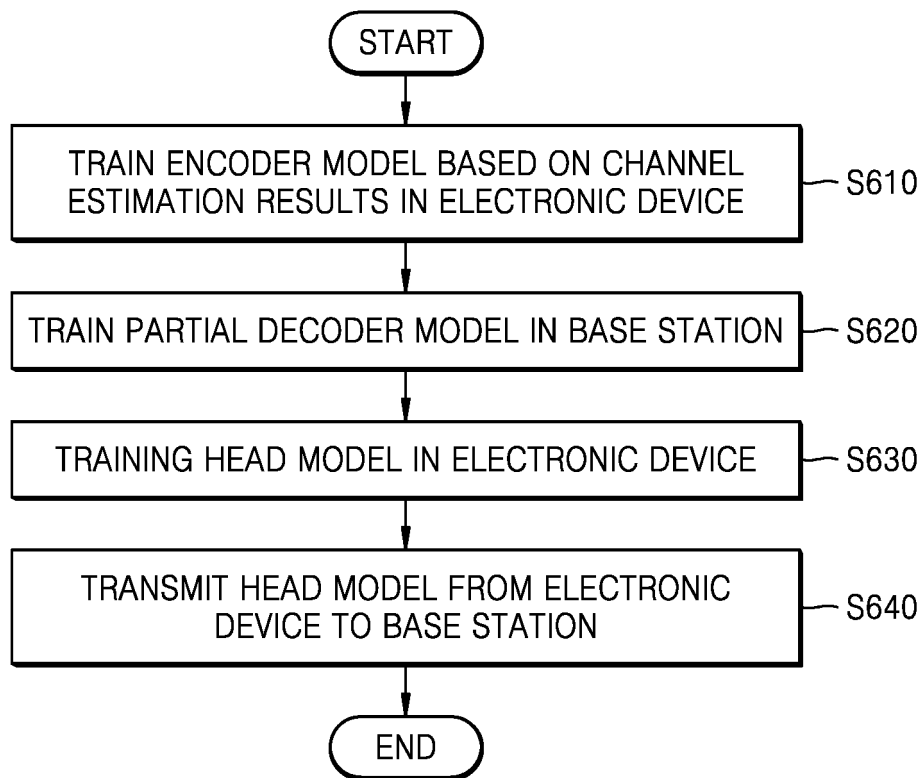 START
TRAIN ENCODER MODEL BASED ON CHANNEL
ESTIMATION RESULTS IN ELECTRONIC DEVICE
S610
TRAIN PARTIAL DECODER MODEL IN BASE STATION
S620
TRAINING HEAD MODEL IN ELECTRONIC DEVICE
S630
TRANSMIT HEAD MODEL FROM ELECTRONIC
DEVICE TO BASE STATION
S640
END